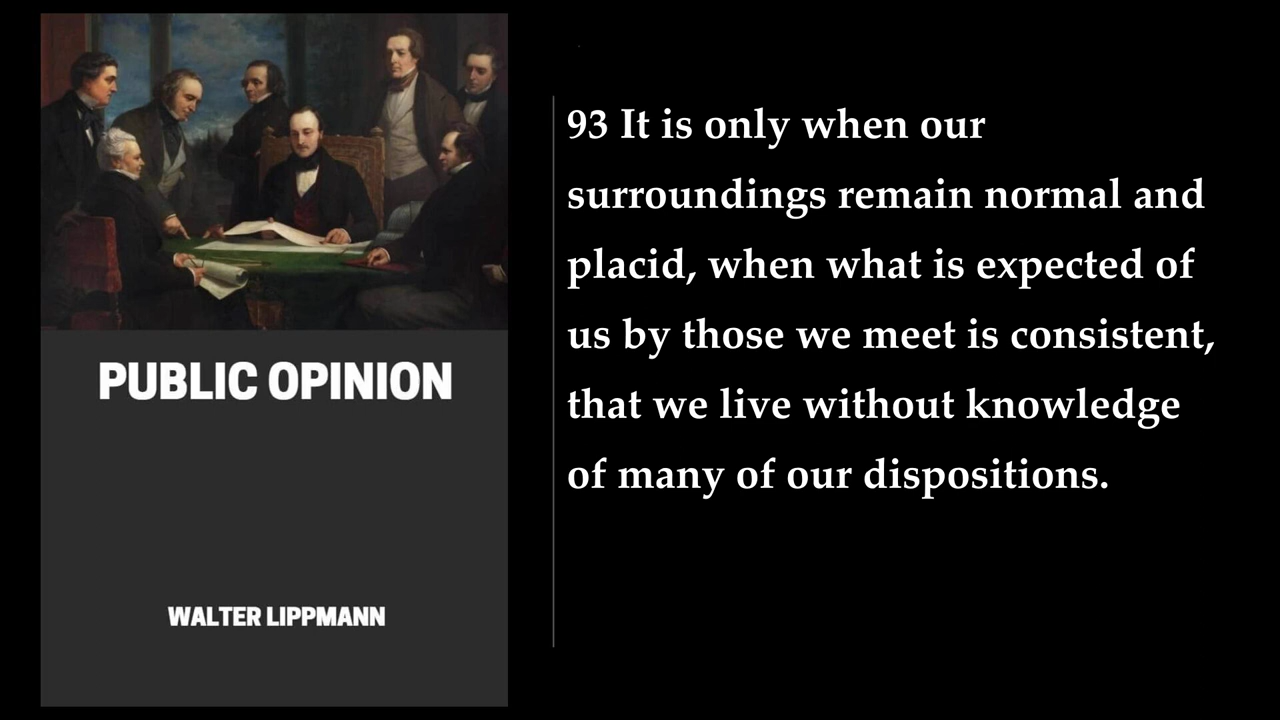 PUBLIC OPINION
WALTER LIPPMANN
93 It is only when our
surroundings remain normal and
placid, when what is expected of
us by those we meet is consistent,
that we live without knowledge
of many of our dispositions.